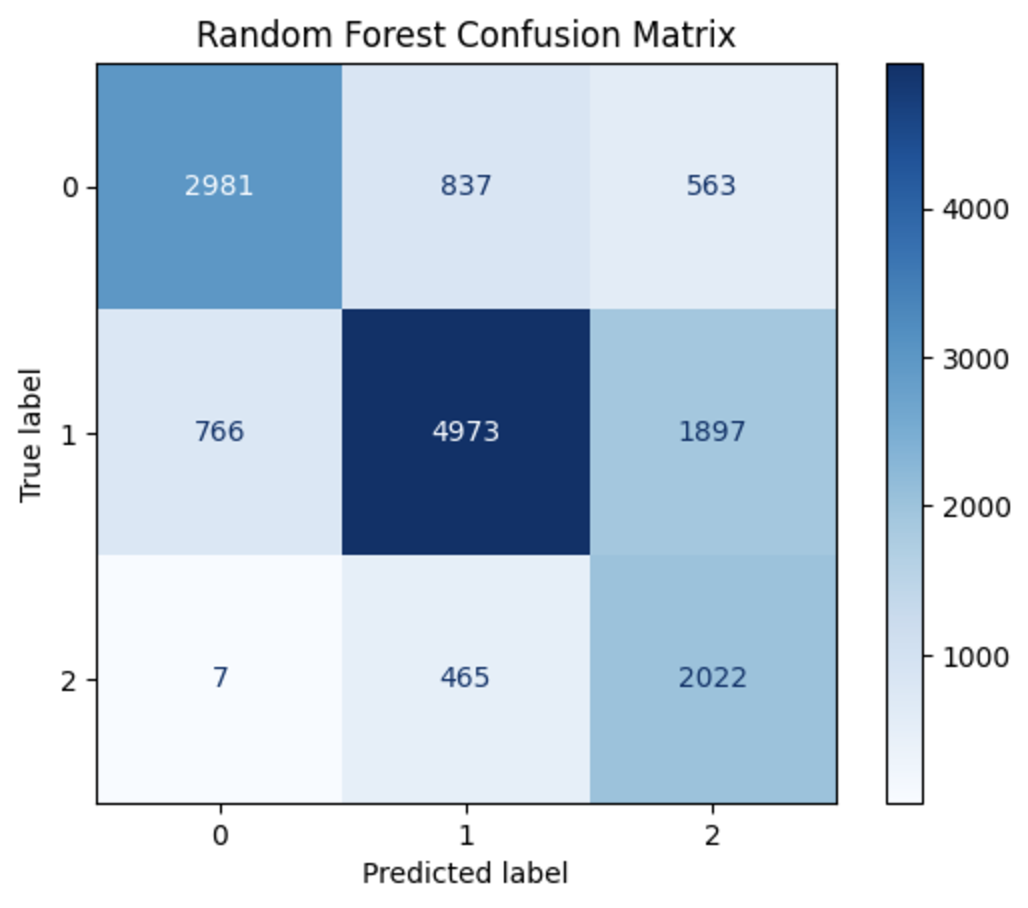 Random Forest Confusion Matrix
0 2981 837 563
4000
3000
True label
1 766 4973 1897
2000
1000
2 7 465 2022
0 1 2
Predicted label